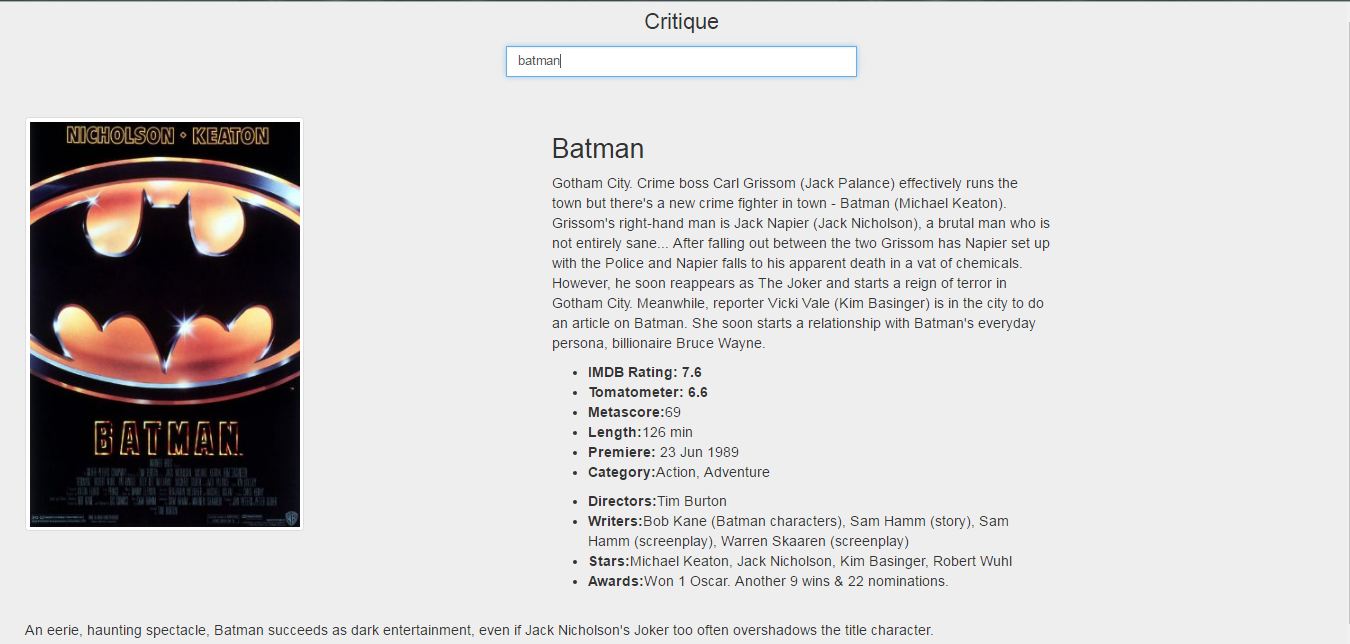 Critique
batman
NICHOLSON • KEATON
BATMAN
Batman
Gotham City. Crime boss Carl Grissom (Jack Palance) effectively runs the
town but there's a new crime fighter in town - Batman (Michael Keaton).
Grissom's right-hand man is Jack Napier (Jack Nicholson), a brutal man who is
not entirely sane... After falling out between the two Grissom has Napier set up
with the Police and Napier falls to his apparent death in a vat of chemicals.
However, he soon reappears as The Joker and starts a reign of terror in
Gotham City. Meanwhile, reporter Vicki Vale (Kim Basinger) is in the city to do
an article on Batman. She soon starts a relationship with Batman's everyday
persona, billionaire Bruce Wayne.
• IMDB Rating: 7.6
• Tomatometer: 6.6
• Metascore:69
• Length:126 min
• Premiere: 23 Jun 1989
• Category:Action, Adventure
• Directors:Tim Burton
• Writers:Bob Kane (Batman characters), Sam Hamm (story), Sam
Hamm (screenplay), Warren Skaaren (screenplay)
• Stars:Michael Keaton, Jack Nicholson, Kim Basinger, Robert Wuhl
• Awards:Won 1 Oscar. Another 9 wins & 22 nominations.
An eerie, haunting spectacle, Batman succeeds as dark entertainment, even if Jack Nicholson's Joker too often overshadows the title character.